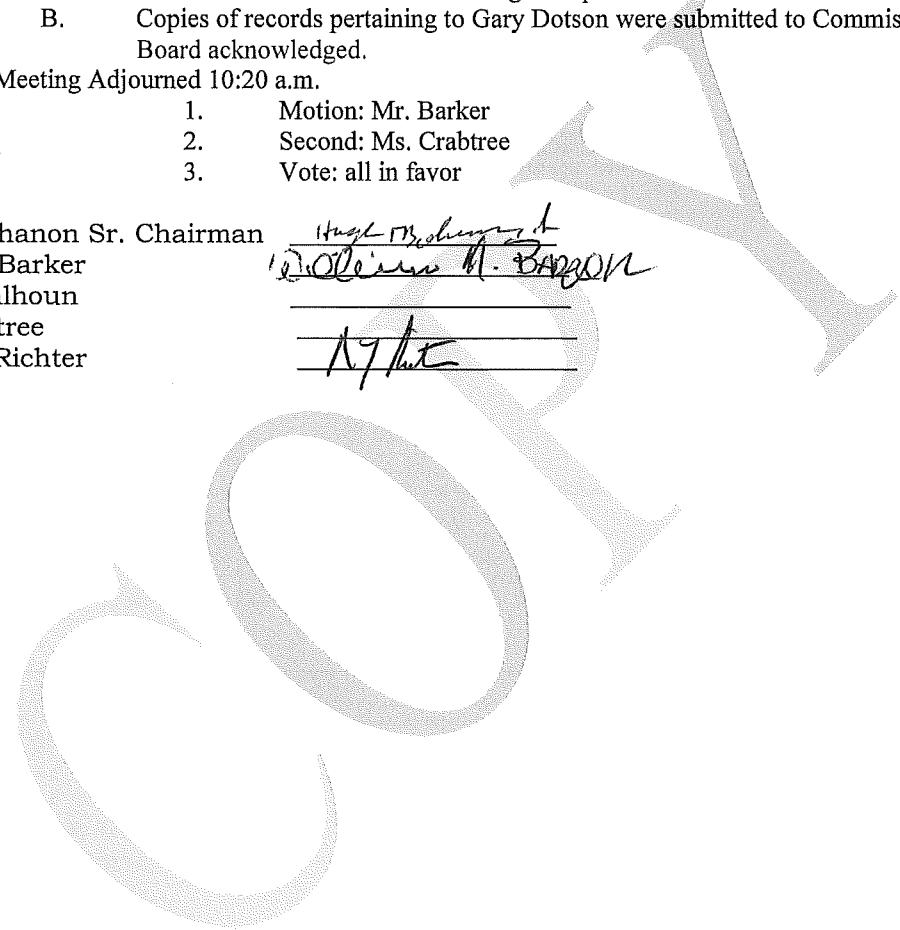 B. Copies of records pertaining to Gary Dotson were submitted to Commis
Board acknowledged.
Meeting Adjourned 10:20 a.m.
1. Motion: Mr. Barker
2. Second: Ms. Crabtree
3. Vote: all in favor
hanon Sr. Chairman Hugh
Barker M.
lhoun
tree
Richter
COPY